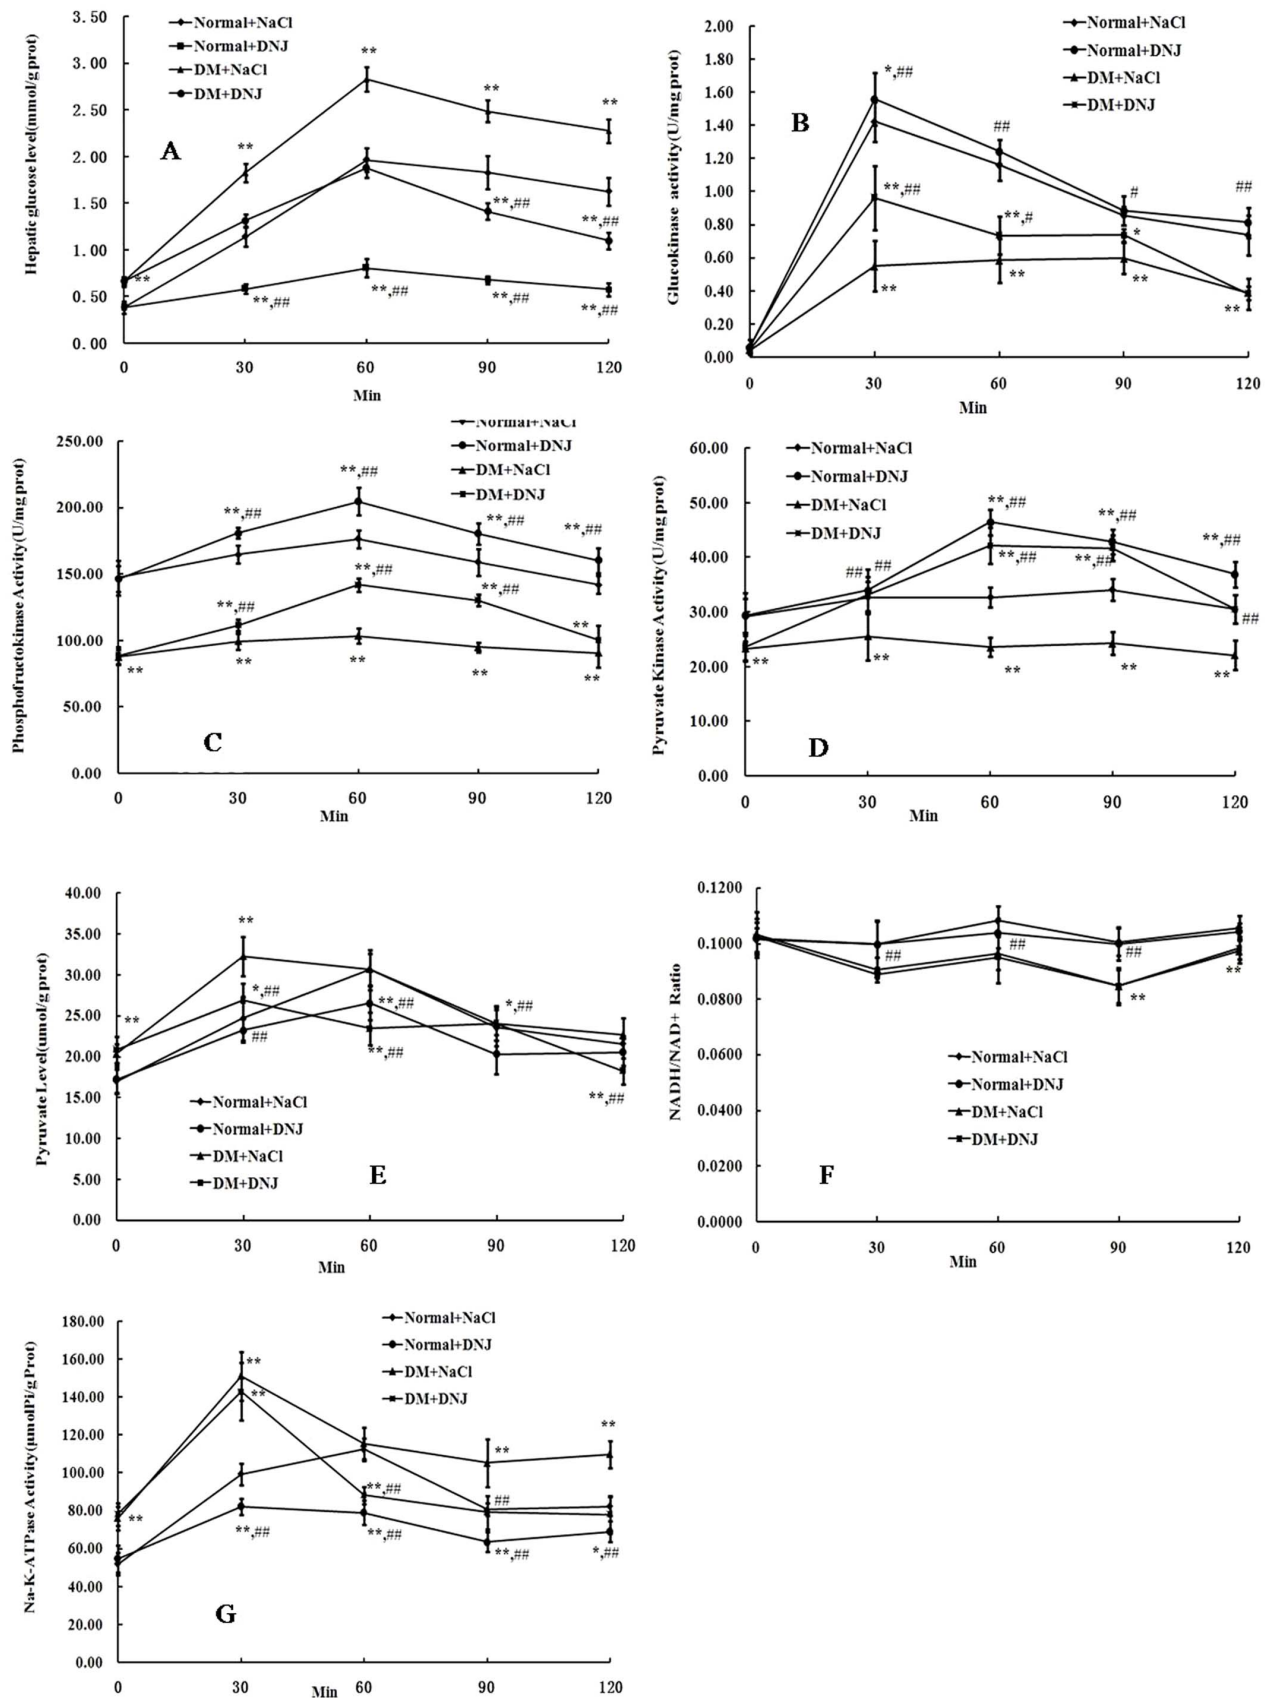 Hepatic glucose level(mmol/gprot)
3. 50
3. 00
2. 50
2. 00
1. 50
1. 00
0. 50
0. 00
Normal+NaCl
Normal+DNJ
DM+NaCl
DM+DNJ
A
**
**
**
**
**
**,##
**,##
**,##
**,##
**,##
**,##
0 30 60 90 120
Min
Glucokinase activity(U/mgprot)
2.00
1.80
1.60
1.40
1.20
1.00
0.80
0.60
0.40
0.20
0.00
Normal+NaCl
Normal+DNJ
DM+NaCl
DM+DNJ
B
*,##
##
#
##
**,##
**,#
*
**
**
**
**
0 30 60 90 120
Min
Phosphofructokinase Activity(U/mgprot)
250.00
200.00
150.00
100.00
50.00
0.00
Normal+NaCl
Normal+DNJ
DM+NaCl
DM+DNJ
C
**,##
**,##
**,##
**,##
**,##
**,##
**,##
**
**
**
**
**
**
0 30 60 90 120
Min
Pyruvate Kinase Activity(U/mgprot)
60.00
50.00
40.00
30.00
20.00
10.00
0.00
Normal+NaCl
Normal+DNJ
DM+NaCl
DM+DNJ
D
**,##
**,##
**,##
##
##
**,##
**,##
##
**
**
**
**
**
0 30 60 90 120
Min
Pyruvate Level(umol/gprot)
40.00
35.00
30.00
25.00
20.00
15.00
10.00
5.00
0.00
Normal+NaCl
Normal+DNJ
DM+NaCl
DM+DNJ
E
**
**
*,##
##
**,##
**,##
*,##
**,##
0 30 60 90 120
Min
NADH/NAD+ Ratio
0.1200
0.1000
0.0800
0.0600
0.0400
0.0200
0.0000
Normal+NaCl
Normal+DNJ
DM+NaCl
DM+DNJ
F
##
##
##
**
**
0 30 60 90 120
Min
Na-K-ATPase Activity(μmolPi/gProt)
180.00
160.00
140.00
120.00
100.00
80.00
60.00
40.00
20.00
0.00
Normal+NaCl
Normal+DNJ
DM+NaCl
DM+DNJ
G
**
**
**
**
**
**,##
##
**,##
**,##
**,##
*,##
0 30 60 90 120
Min